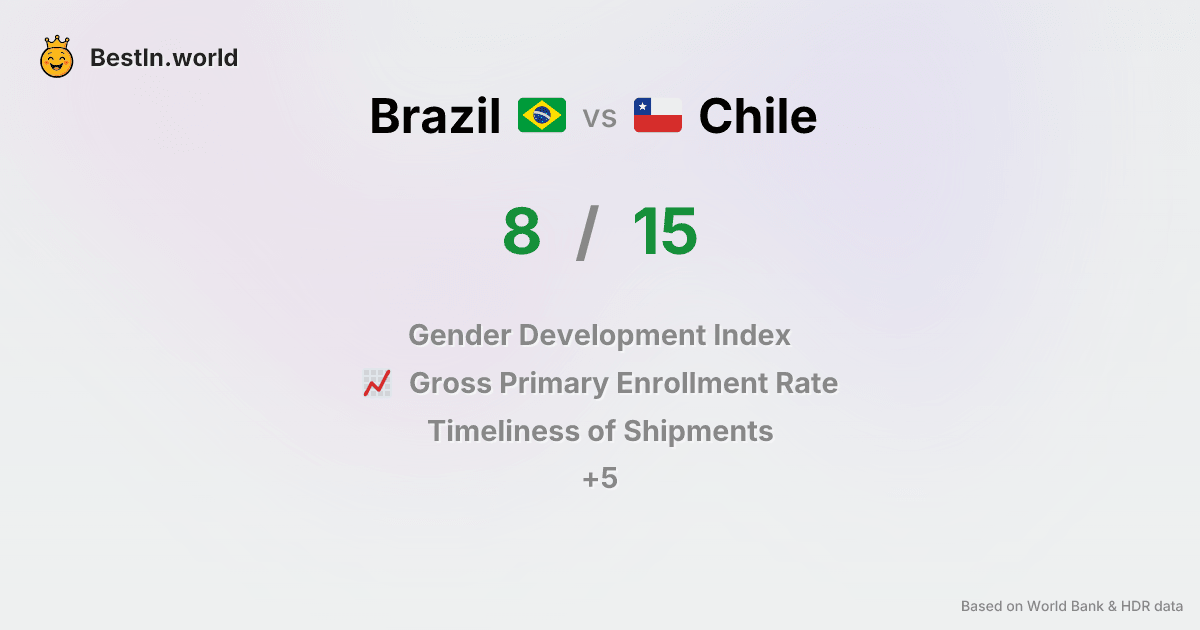 BestIn.world
Brazil vs Chile
8 / 15
Gender Development Index
Gross Primary Enrollment Rate
Timeliness of Shipments
+5
Based on World Bank & HDR data